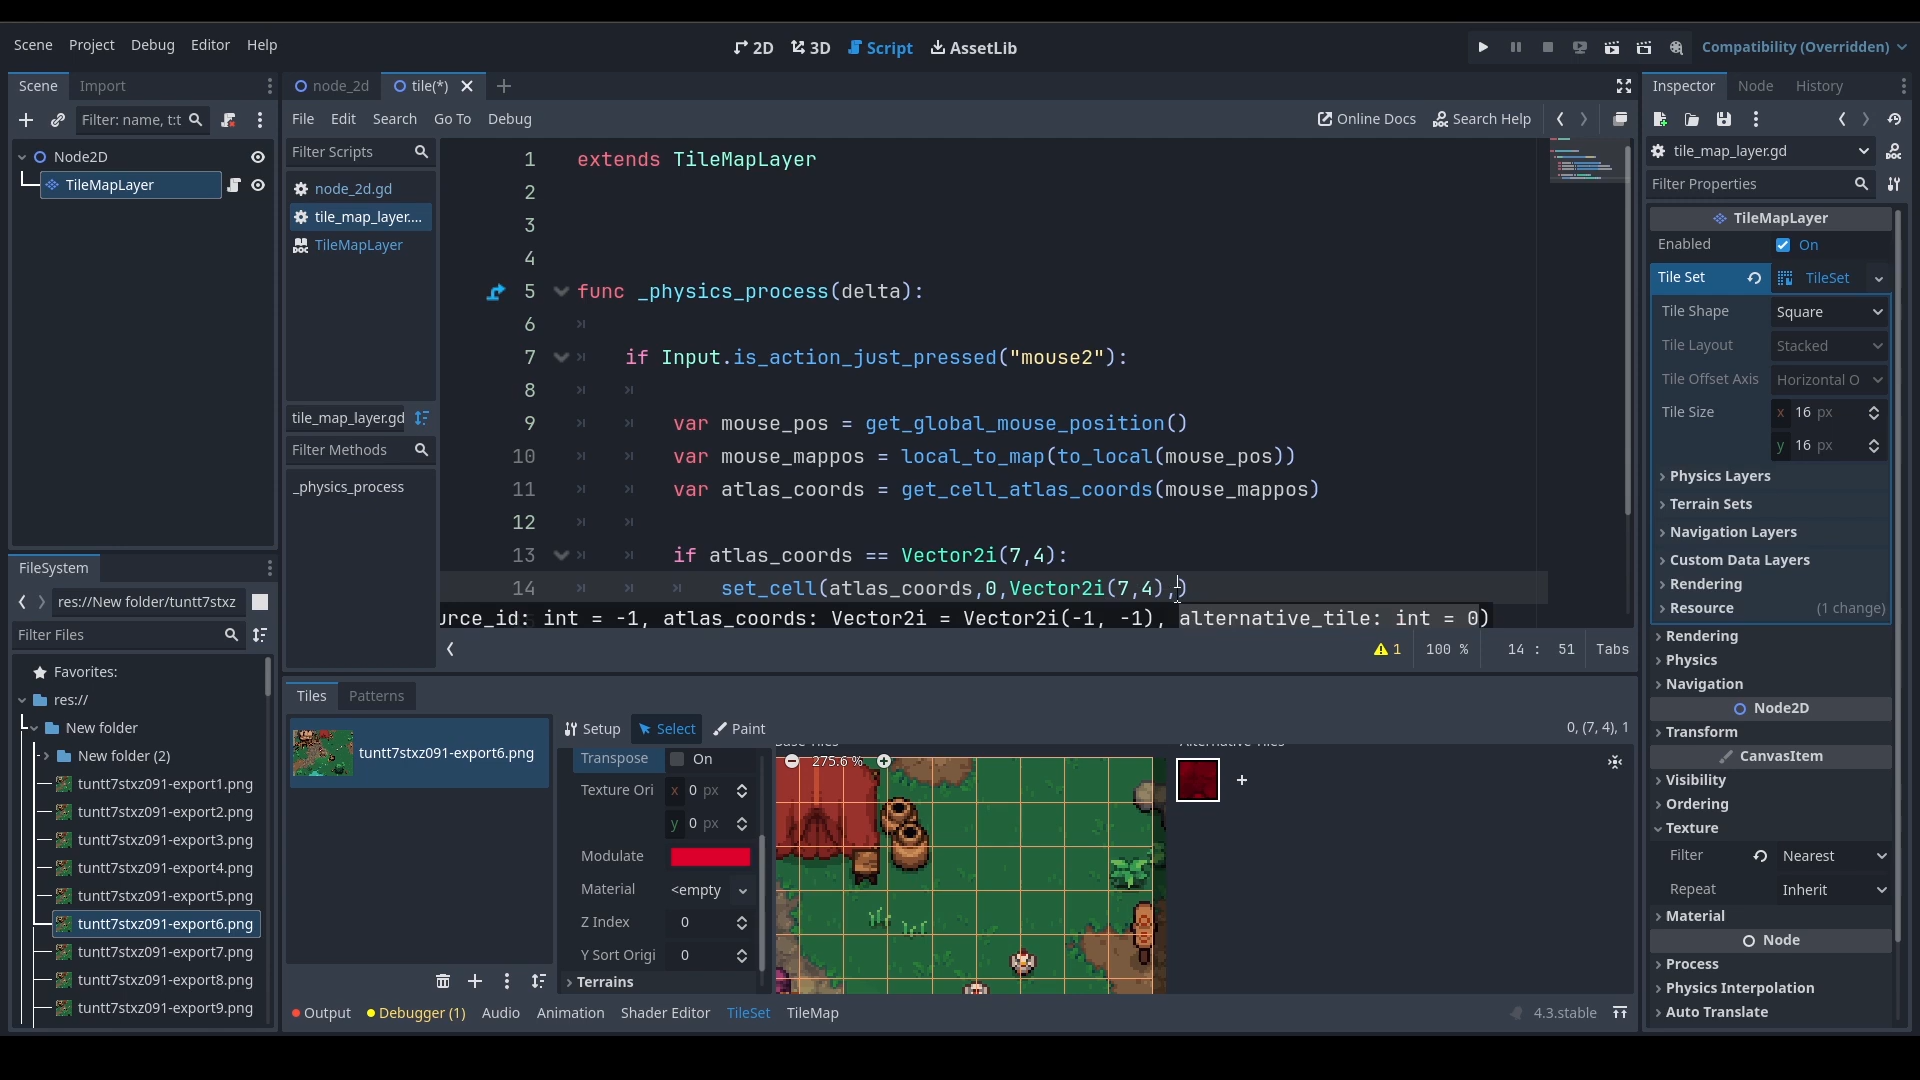 Scene Project Debug Editor Help
2D 3D Script AssetLib
Compatibility (Overridden)
Scene Import
Filter: name, t:t
Node2D
TileMapLayer
FileSystem
res://New folder/tuntt7stxz
Filter Files
Favorites:
res://
New folder
New folder (2)
tuntt7stxz091-export1.png
tuntt7stxz091-export2.png
tuntt7stxz091-export3.png
tuntt7stxz091-export4.png
tuntt7stxz091-export5.png
tuntt7stxz091-export6.png
tuntt7stxz091-export7.png
tuntt7stxz091-export8.png
tuntt7stxz091-export9.png
node_2d tile(*)
File Edit Search Go To Debug
Online Docs Search Help
Filter Scripts
node_2d.gd
tile_map_layer....
TileMapLayer
tile_map_layer.gd
Filter Methods
_physics_process
1 extends TileMapLayer
2
3
4
5 func _physics_process(delta):
6
7 if Input.is_action_just_pressed("mouse2"):
8
9 var mouse_pos = get_global_mouse_position()
10 var mouse_mappos = local_to_map(to_local(mouse_pos))
11 var atlas_coords = get_cell_atlas_coords(mouse_mappos)
12
13 if atlas_coords == Vector2i(7,4):
14 set_cell(atlas_coords,0,Vector2i(7,4),)
urce_id: int = -1, atlas_coords: Vector2i = Vector2i(-1, -1), alternative_tile: int = 0)
1 100 % 14 : 51 Tabs
Tiles Patterns
tuntt7stxz091-export6.png
Setup Select Paint
0, (7, 4), 1
Transpose On
Texture Ori x 0 px
y 0 px
Modulate
Material <empty
Z Index 0
Y Sort Origi 0
Terrains
Base Tiles
275.6 %
Alternative Tiles
Output Debugger (1) Audio Animation Shader Editor TileSet TileMap
4.3.stable
Inspector Node History
tile_map_layer.gd
Filter Properties
TileMapLayer
Enabled On
Tile Set TileSet
Tile Shape Square
Tile Layout Stacked
Tile Offset Axis Horizontal O
Tile Size x 16 px
y 16 px
Physics Layers
Terrain Sets
Navigation Layers
Custom Data Layers
Rendering
Resource (1 change)
Rendering
Physics
Navigation
Node2D
Transform
CanvasItem
Visibility
Ordering
Texture
Filter Nearest
Repeat Inherit
Material
Node
Process
Physics Interpolation
Auto Translate